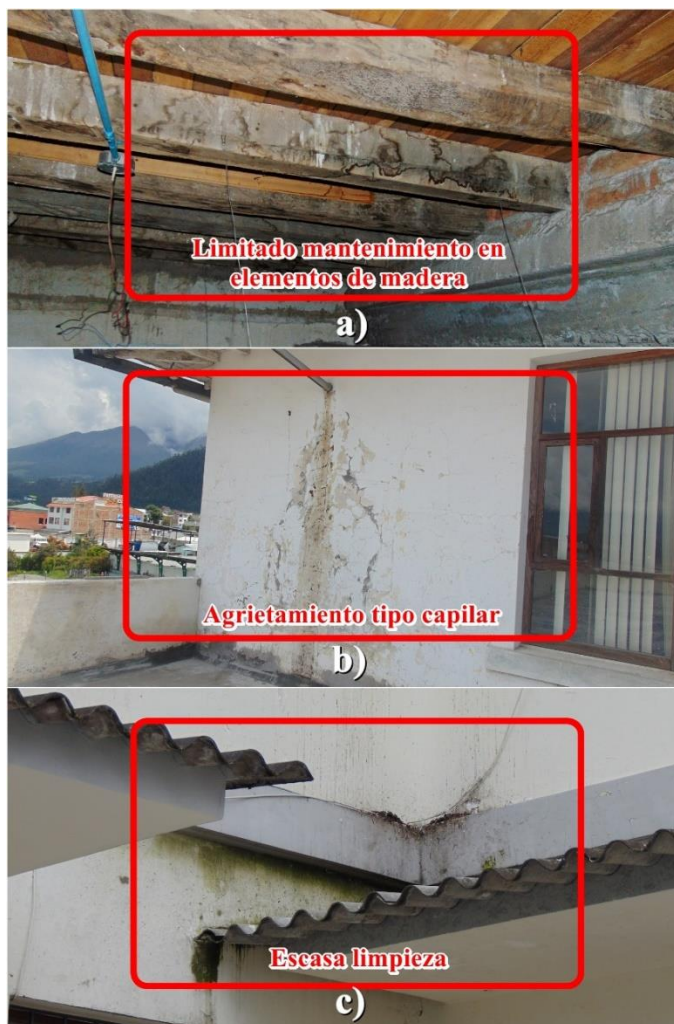 Limitado mantenimiento en
elementos de madera
a)
Agrietamiento tipo capilar
b)
Escasa limpieza
c)